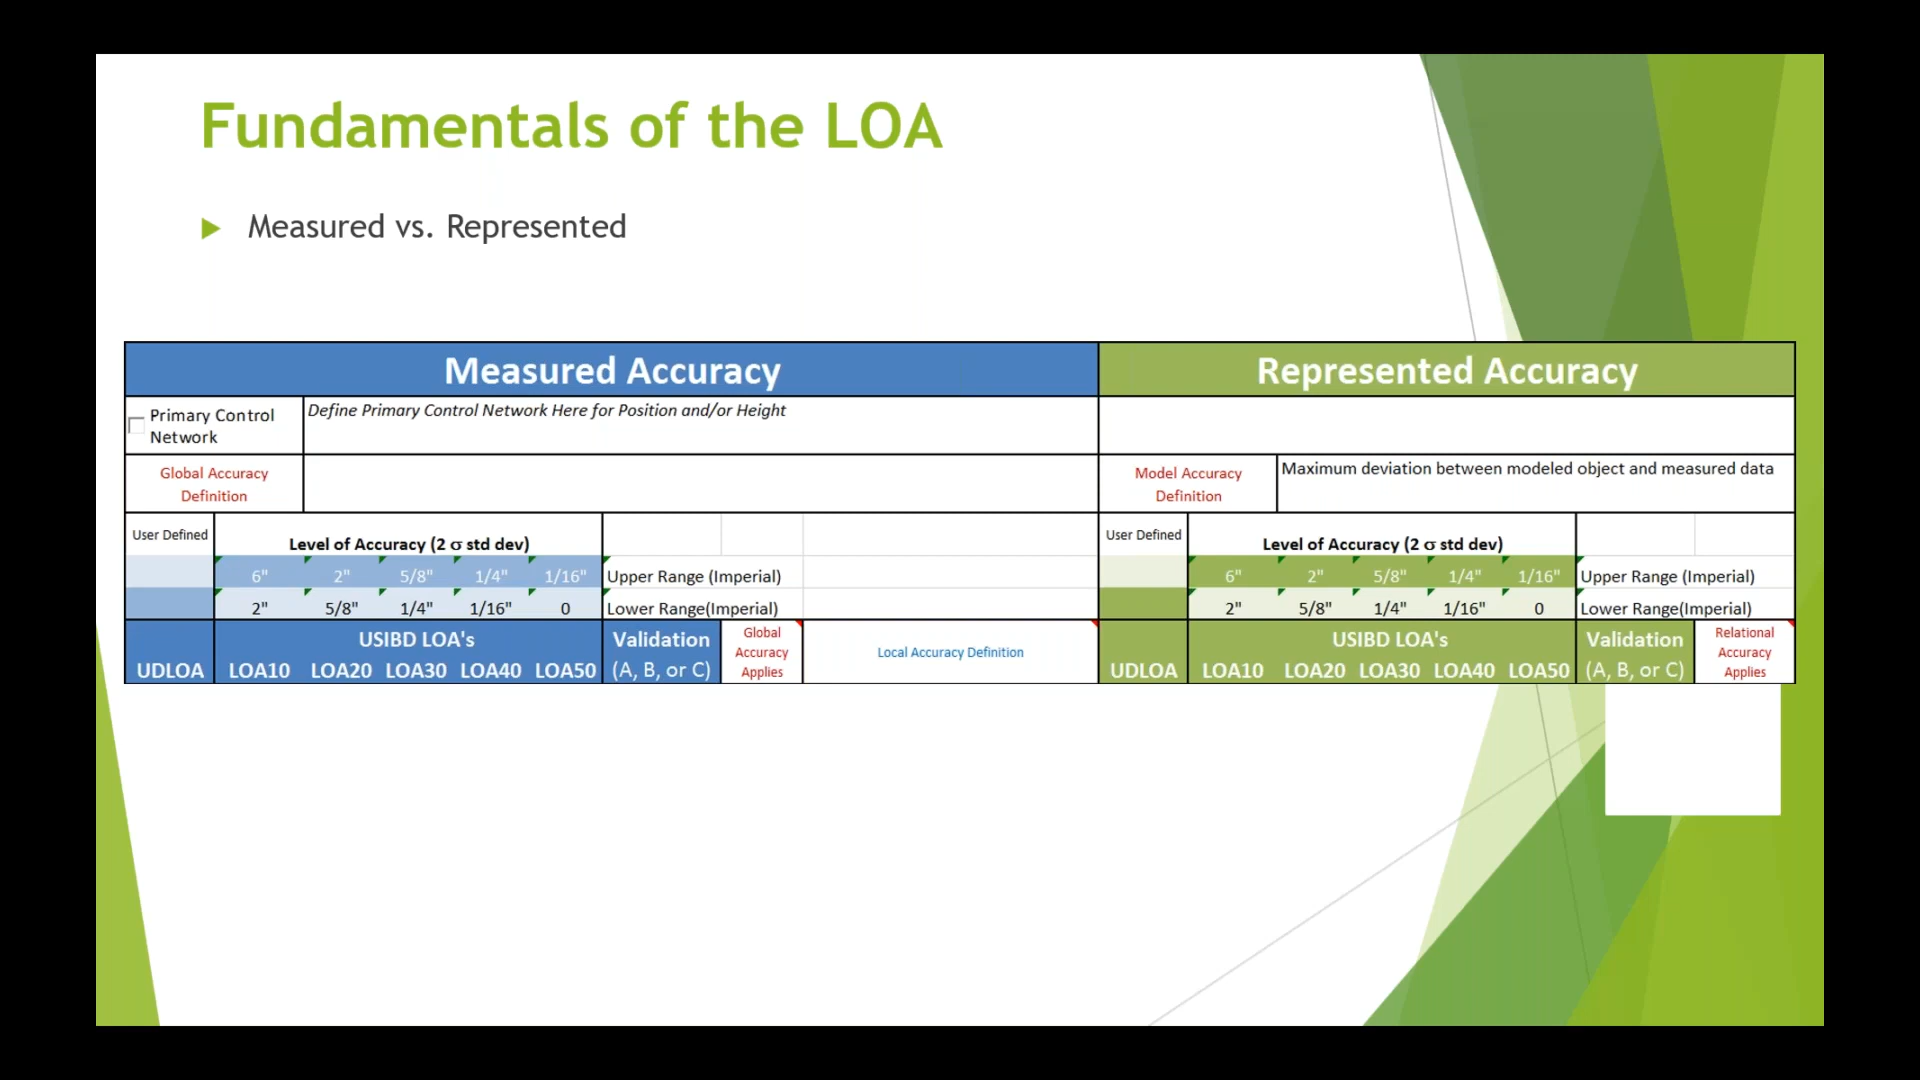 Fundamentals of the LOA
Measured vs. Represented
Measured Accuracy
Represented Accuracy
Primary Control
Network
Define Primary Control Network Here for Position and/or Height
Global Accuracy
Definition
Model Accuracy
Definition
Maximum deviation between modeled object and measured data
User Defined
Level of Accuracy (2 σ std dev)
User Defined
Level of Accuracy (2 σ std dev)
6" 2" 5/8" 1/4" 1/16" Upper Range (Imperial)
6" 2" 5/8" 1/4" 1/16" Upper Range (Imperial)
2" 5/8" 1/4" 1/16" 0 Lower Range(Imperial)
2" 5/8" 1/4" 1/16" 0 Lower Range(Imperial)
UDLOA
USIBD LOA's
LOA10 LOA20 LOA30 LOA40 LOA50
Validation
(A, B, or C)
Global
Accuracy
Applies
Local Accuracy Definition
UDLOA
USIBD LOA's
LOA10 LOA20 LOA30 LOA40 LOA50
Validation
(A, B, or C)
Relational
Accuracy
Applies